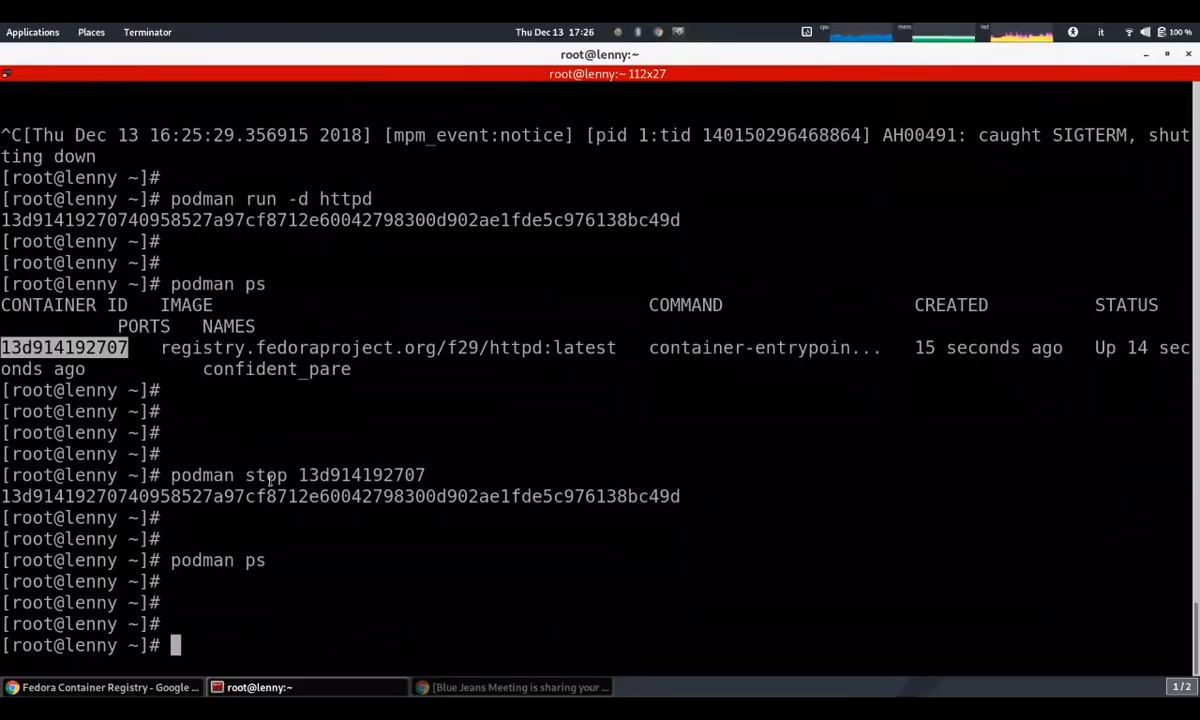 Applications Places Terminator Thu Dec 13 17:26 cpu mem net it 100 %
root@lenny:~
root@lenny:~ 112x27
^C[Thu Dec 13 16:25:29.356915 2018] [mpm_event:notice] [pid 1:tid 140150296468864] AH00491: caught SIGTERM, shut
ting down
[root@lenny ~]#
[root@lenny ~]# podman run -d httpd
13d9141927074095852​7a97cf8712e60042798300d902ae1fde5c976138bc49d
[root@lenny ~]#
[root@lenny ~]#
[root@lenny ~]# podman ps
CONTAINER ID IMAGE COMMAND CREATED STATUS
PORTS NAMES
13d914192707 registry.fedoraproject.org/f29/httpd:latest container-entrypoin... 15 seconds ago Up 14 sec
onds ago confident_pare
[root@lenny ~]#
[root@lenny ~]#
[root@lenny ~]#
[root@lenny ~]#
[root@lenny ~]# podman stop 13d914192707
13d91419270740958527a97cf8712e60042798300d902ae1fde5c976138bc49d
[root@lenny ~]#
[root@lenny ~]#
[root@lenny ~]# podman ps
[root@lenny ~]#
[root@lenny ~]#
[root@lenny ~]#
[root@lenny ~]#
Fedora Container Registry - Google ... root@lenny:~ [Blue Jeans Meeting is sharing your ... 1/2